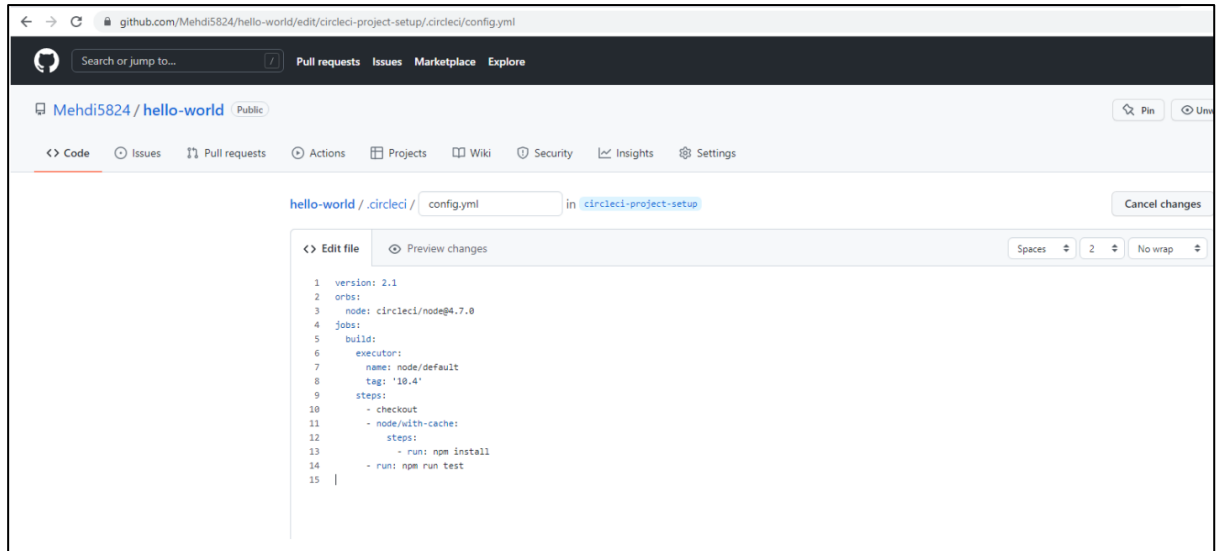 github.com/Mehdi5824/hello-world/edit/circleci-project-setup/.circleci/config.yml
Search or jump to... /
Pull requests Issues Marketplace Explore
Mehdi5824 / hello-world Public
Pin
Code Issues Pull requests Actions Projects Wiki Security Insights Settings
hello-world / .circleci / config.yml in circleci-project-setup
Cancel changes
<> Edit file Preview changes
Spaces 2 No wrap
1 version: 2.1
2 orbs:
3 node: circleci/node@4.7.0
4 jobs:
5 build:
6 executor:
7 name: node/default
8 tag: '10.4'
9 steps:
10 - checkout
11 - node/with-cache:
12 steps:
13 - run: npm install
14 - run: npm run test
15